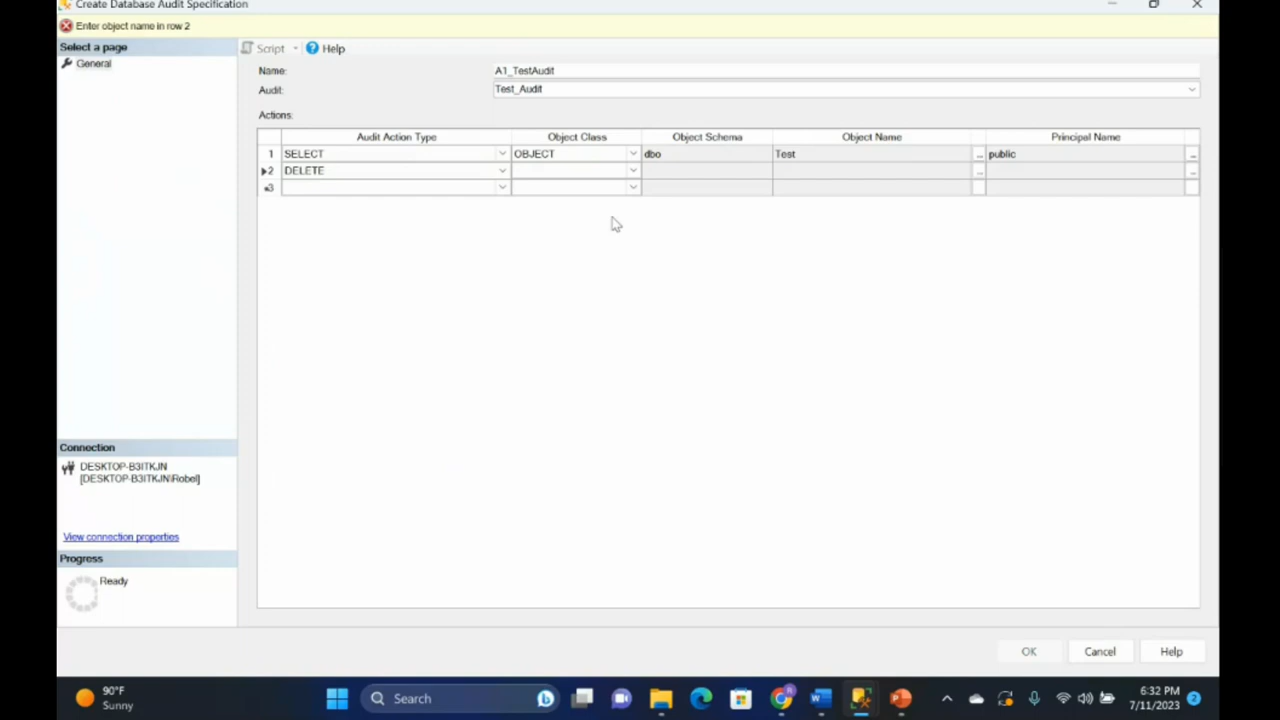 Create Database Audit Specification
Enter object name in row 2
Select a page
General
Script
Help
Name:
A1_TestAudit
Audit:
Test_Audit
Actions:
Audit Action Type Object Class Object Schema Object Name Principal Name
1 SELECT OBJECT dbo Test ... public ...
2 DELETE ... ...
3
Connection
DESKTOP-B3ITKJN
[DESKTOP-B3ITKJN\Robel]
View connection properties
Progress
Ready
OK Cancel Help
90°F
Sunny
Search
6:32 PM
7/11/2023
2